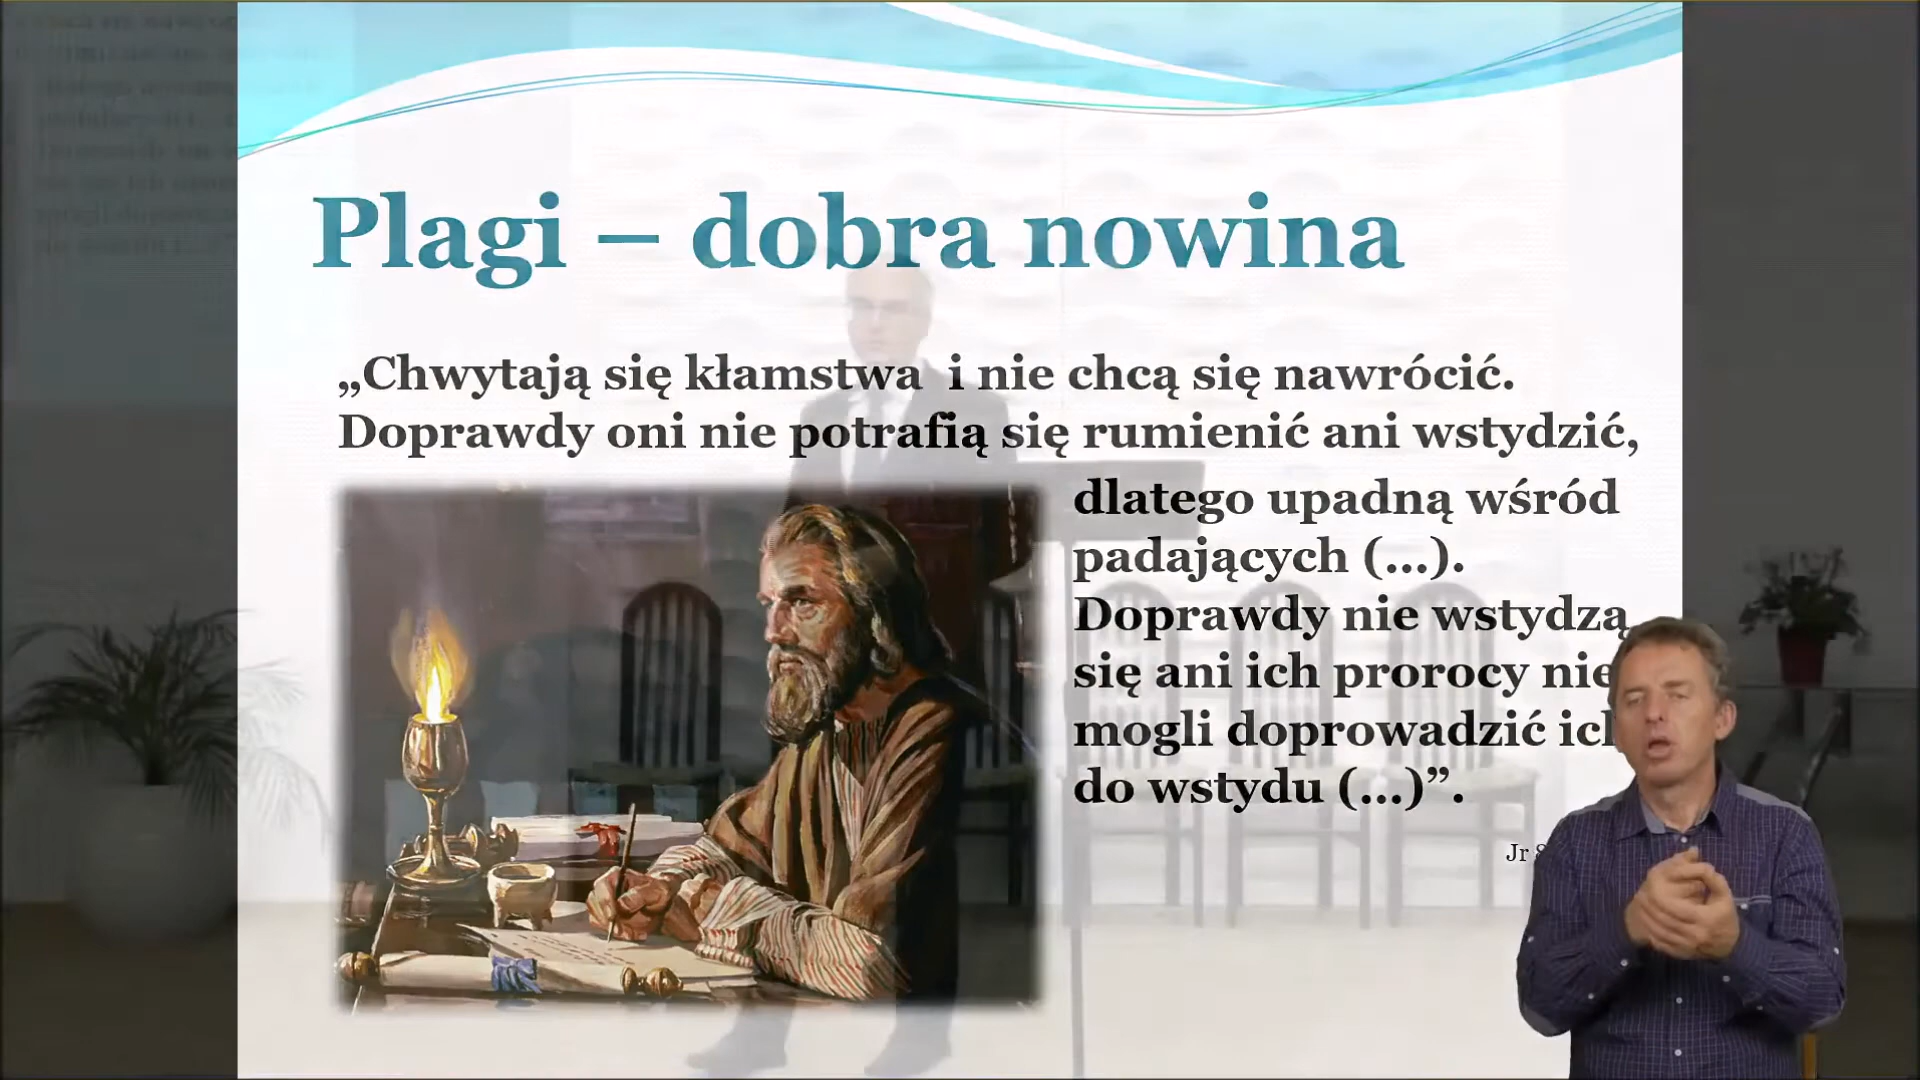 Plagi – dobra nowina
„Chwytają się kłamstwa i nie chcą się nawrócić.
Doprawdy oni nie potrafią się rumienić ani wstydzić,
dlatego upadną wśród
padających (...).
Doprawdy nie wstydzą
się ani ich prorocy nie
mogli doprowadzić ich
do wstydu (...)”.
Jr